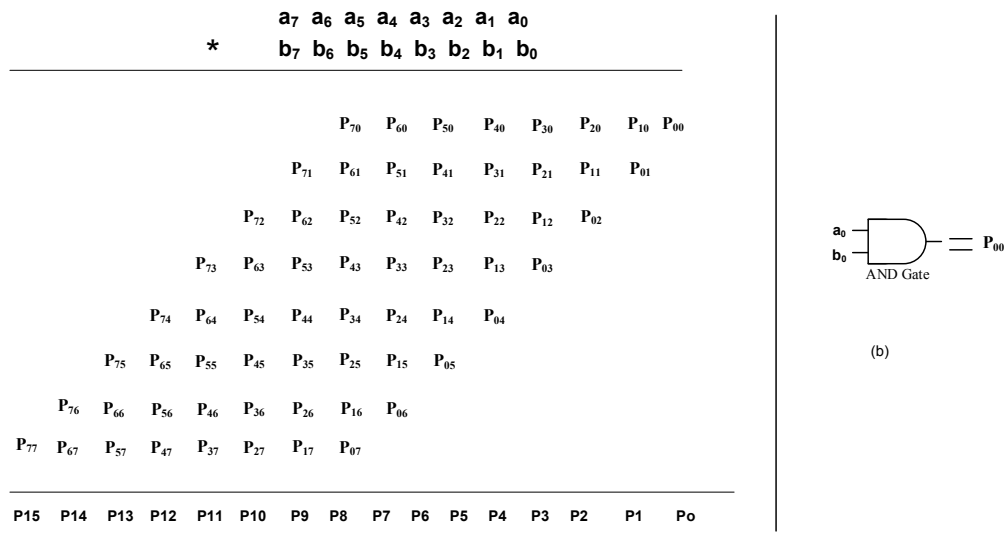 a7 a6 a5 a4 a3 a2 a1 a0
* b7 b6 b5 b4 b3 b2 b1 b0
P70 P60 P50 P40 P30 P20 P10 P00
P71 P61 P51 P41 P31 P21 P11 P01
P72 P62 P52 P42 P32 P22 P12 P02
P73 P63 P53 P43 P33 P23 P13 P03
P74 P64 P54 P44 P34 P24 P14 P04
P75 P65 P55 P45 P35 P25 P15 P05
P76 P66 P56 P46 P36 P26 P16 P06
P77 P67 P57 P47 P37 P27 P17 P07
P15 P14 P13 P12 P11 P10 P9 P8 P7 P6 P5 P4 P3 P2 P1 Po
a0
b0
P00
AND Gate
(b)